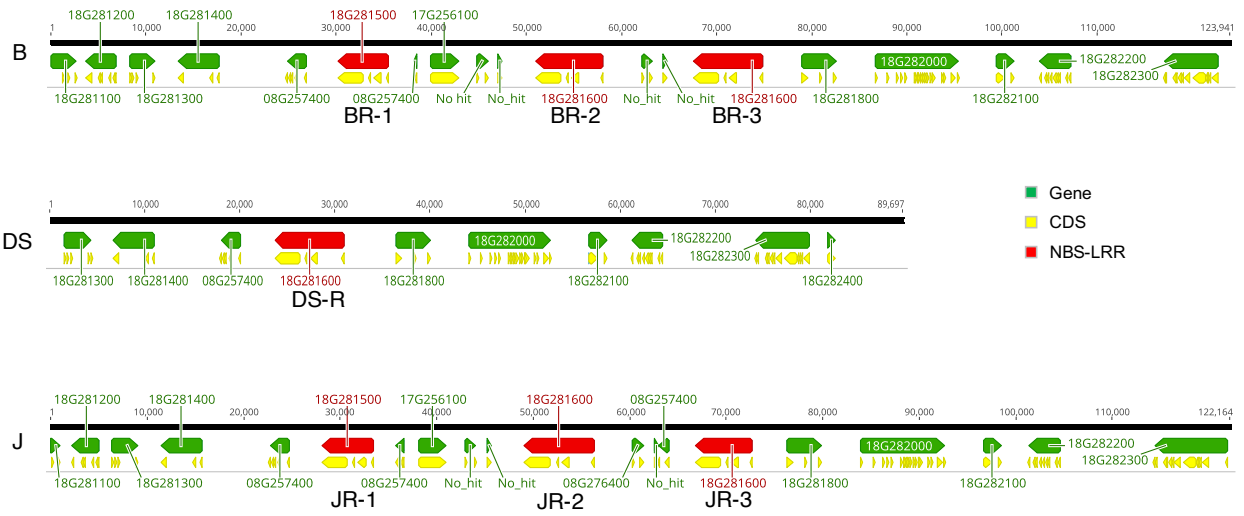 18G281200 18G281400 18G281500 17G256100
1 10,000 20,000 30,000 40,000 50,000 60,000 70,000 80,000 90,000 100,000 110,000 123,941
B
18G282000 18G282200
18G282300
18G281100 18G281300 08G257400 08G257400 No hit No_hit 18G281600 No_hit No_hit 18G281600 18G281800 18G282100
BR-1 BR-2 BR-3
1 10,000 20,000 30,000 40,000 50,000 60,000 70,000 80,000 89,697
DS
18G282000 18G282200
18G282300
18G281300 18G281400 08G257400 18G281600 18G281800 18G282100 18G282400
DS-R
Gene
CDS
NBS-LRR
18G281200 18G281400 18G281500 17G256100 18G281600 08G257400
1 10,000 20,000 30,000 40,000 50,000 60,000 70,000 80,000 90,000 100,000 110,000 122,164
J
18G282000 18G282200
18G282300
18G281100 18G281300 08G257400 08G257400 No_hit No_hit 08G276400 No_hit 18G281600 18G281800 18G282100
JR-1 JR-2 JR-3